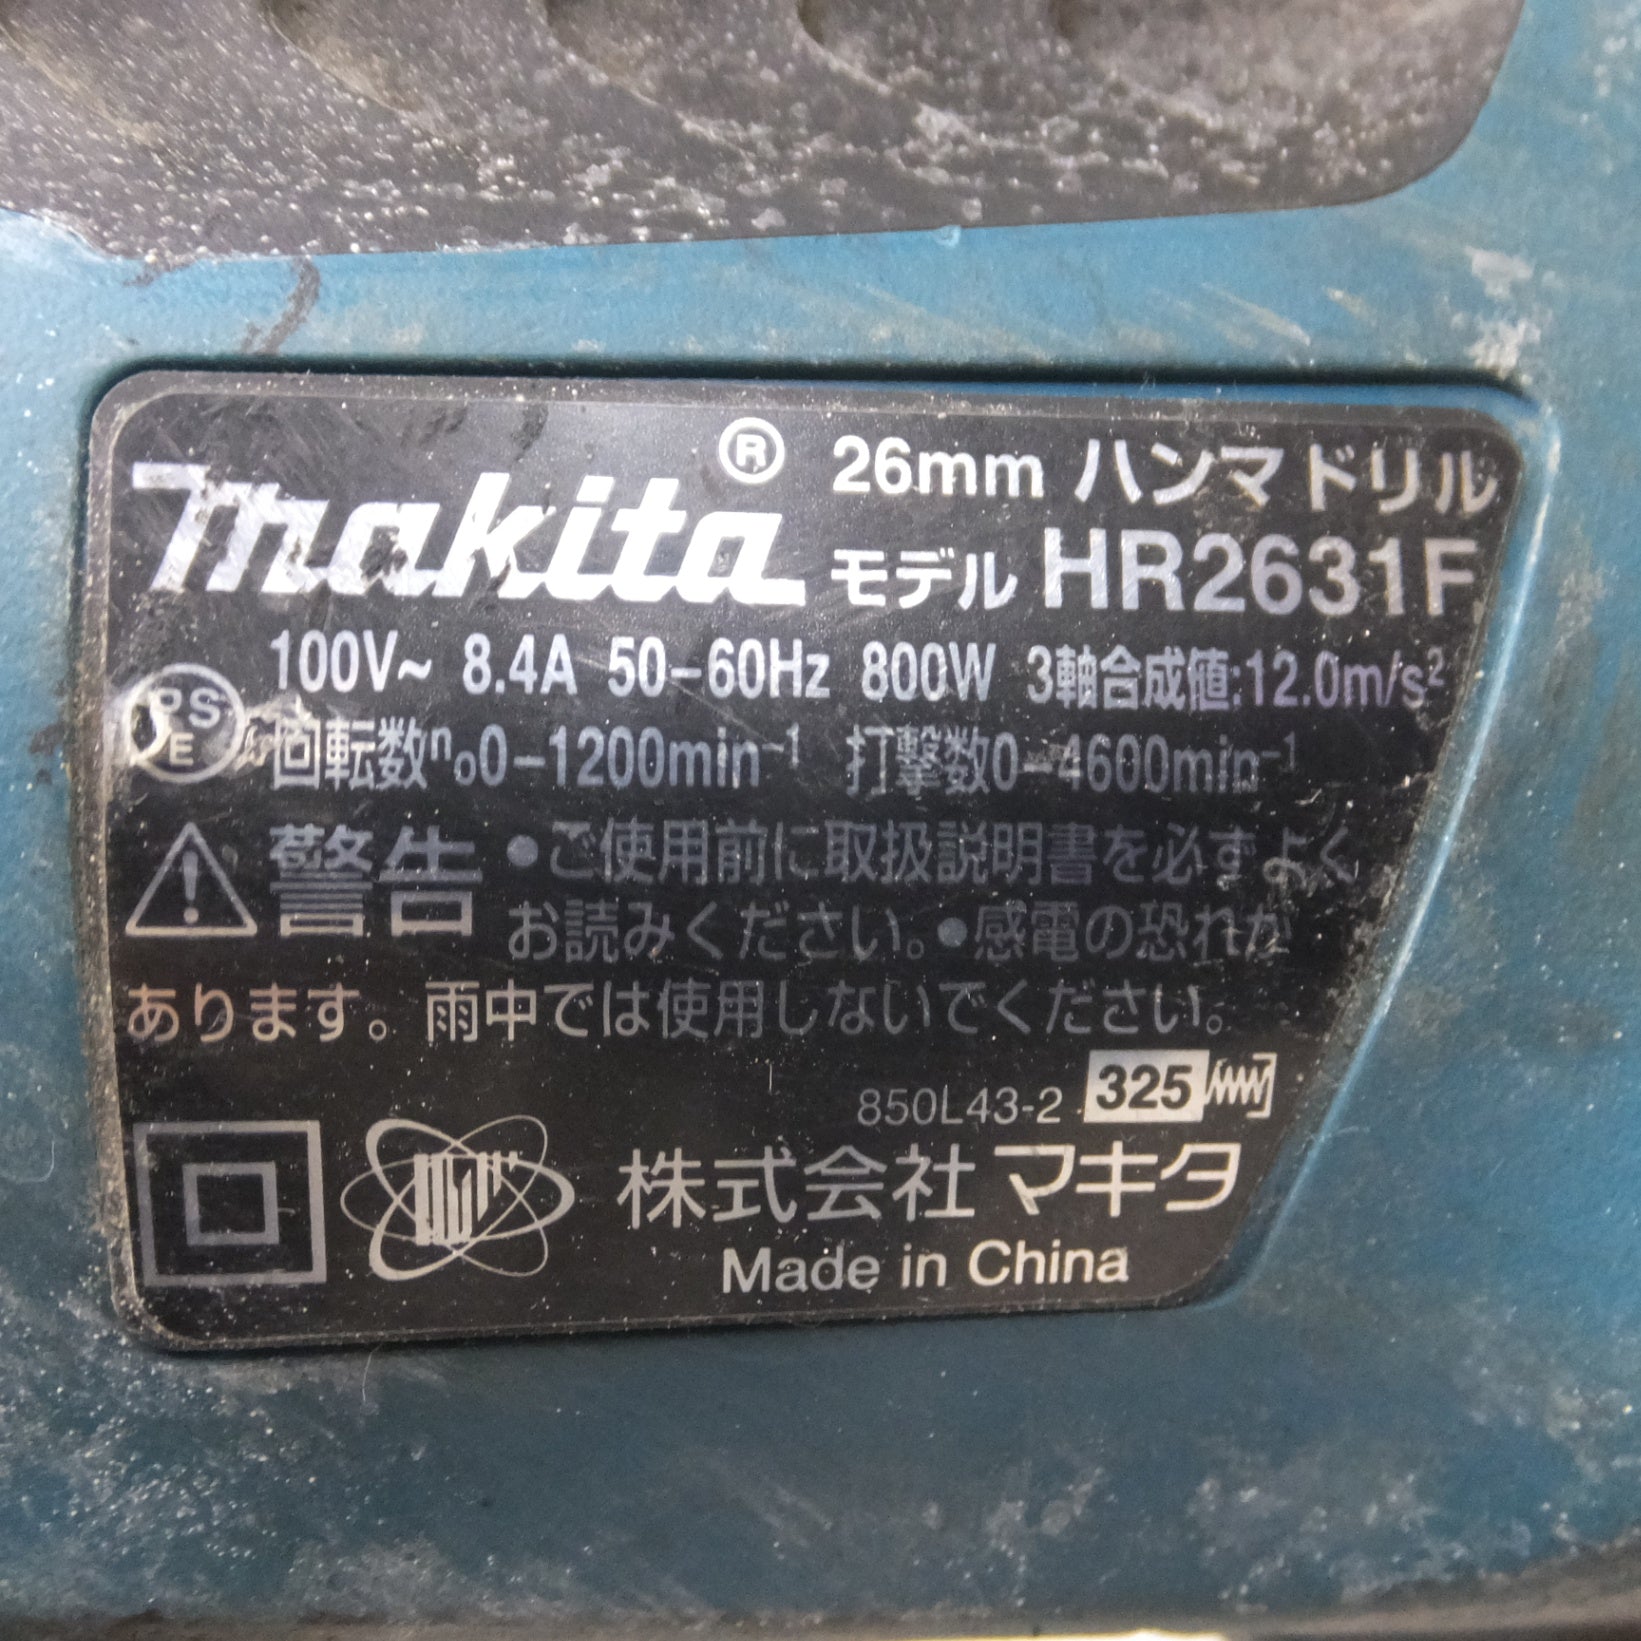 makita® 26mm ハンマドリル
モデル HR2631F
100V~ 8.4A 50-60Hz 800W 3軸合成値:12.0m/s²
PS
E
回転数n₀0-1200min⁻¹ 打撃数0-4600min⁻¹
警告 ●ご使用前に取扱説明書を必ずよく
お読みください。●感電の恐れが
あります。雨中では使用しないでください。
850L43-2 325
株式会社マキタ
Made in China